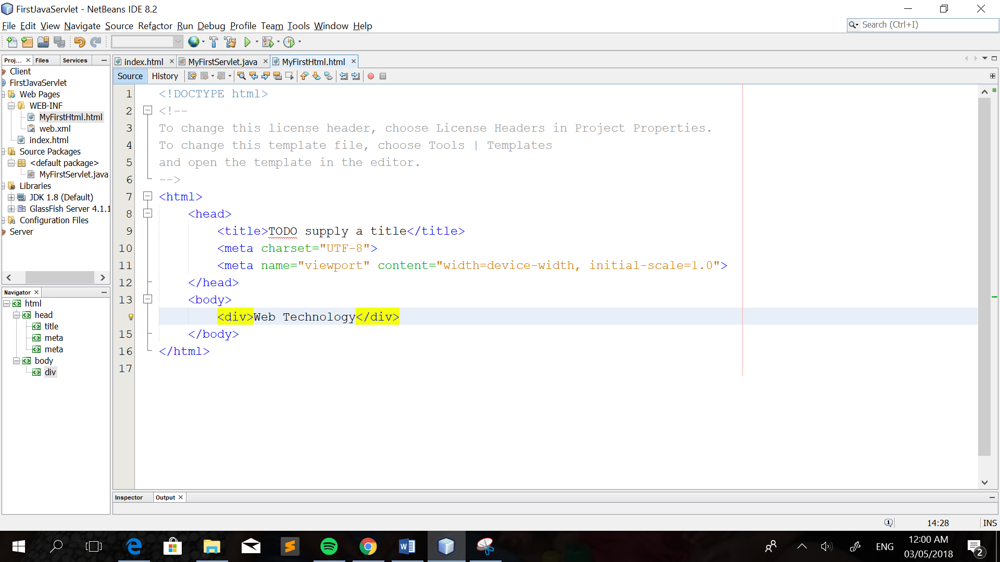 FirstJavaServlet - NetBeans IDE 8.2
File Edit View Navigate Source Refactor Run Debug Profile Team Tools Window Help
Search (Ctrl+I)
Proj... Files Services
Client
FirstJavaServlet
Web Pages
WEB-INF
MyFirstHtml.html
web.xml
index.html
Source Packages
<default package>
MyFirstServlet.java
Libraries
JDK 1.8 (Default)
GlassFish Server 4.1.1
Configuration Files
Server
Navigator
html
head
title
meta
meta
body
div
index.html MyFirstServlet.java MyFirstHtml.html
Source History
1 <!DOCTYPE html>
2 <!--
3 To change this license header, choose License Headers in Project Properties.
4 To change this template file, choose Tools | Templates
5 and open the template in the editor.
6 -->
7 <html>
8 <head>
9 <title>TODO supply a title</title>
10 <meta charset="UTF-8">
11 <meta name="viewport" content="width=device-width, initial-scale=1.0">
12 </head>
13 <body>
<div>Web Technology</div>
15 </body>
16 </html>
17
Inspector Output
14:28 INS
ENG
12:00 AM
03/05/2018
2